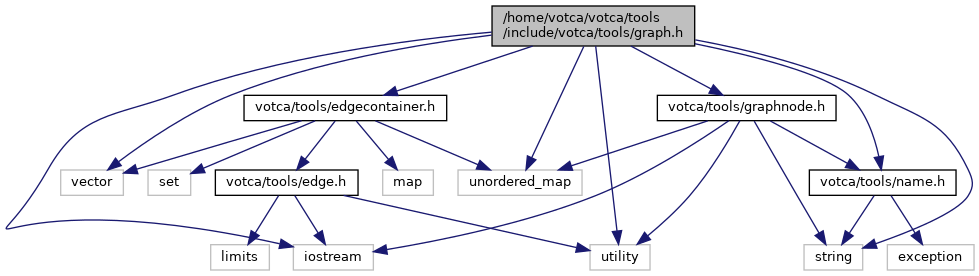 /home/votca/votca/tools
/include/votca/tools/graph.h
votca/tools/edgecontainer.h
votca/tools/graphnode.h
vector
set
votca/tools/edge.h
map
unordered_map
votca/tools/name.h
limits
iostream
utility
string
exception